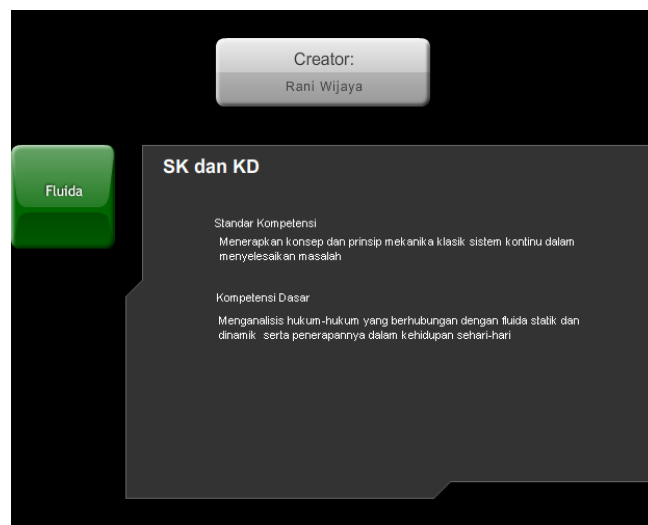 Creator:
Rani Wijaya
Fluida
SK dan KD
Standar Kompetensi
Menerapkan konsep dan prinsip mekanika klasik sistem kontinu dalam
menyelesaikan masalah
Kompetensi Dasar
Menganalisis hukum-hukum yang berhubungan dengan fluida statik dan
dinamik  serta penerapannya dalam kehidupan sehari-hari